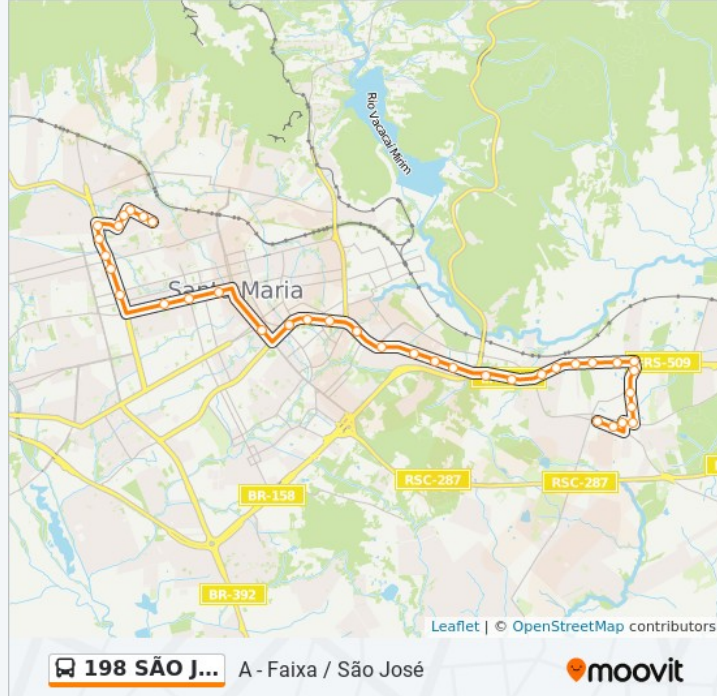 Rio Vacacaí Mirim
Santa Maria
RS-509
RSC-287
RSC-287
BR-158
BR-392
Leaflet | © OpenStreetMap contributors
198 SÃO J... A - Faixa / São José
moovit